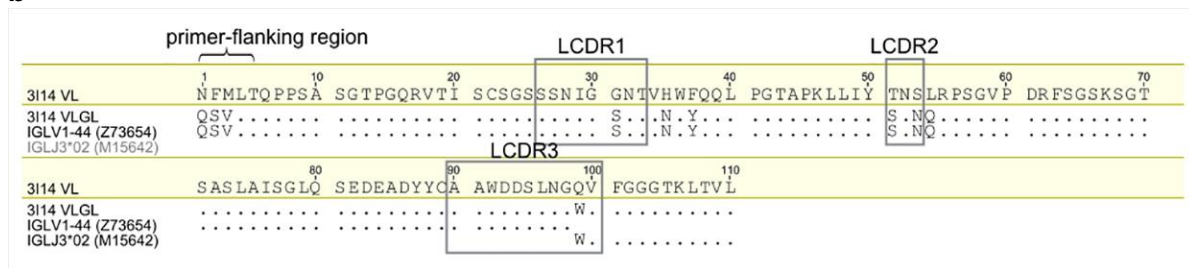 primer-flanking region
LCDR1 LCDR2
1 10 20 30 40 50 60 70
3I14 VL NFMLTQPPSA SGTPGQRVTI SCSGSSSNIG GNTVHWFQQL PGTAPKLLIY TNSLRPSGVP DRFSGSKSGT
3I14 VLGL QSV....... .......... .......... S...N.Y... .......... S.NQ...... ..........
IGLV1-44 (Z73654) QSV....... .......... .......... S...N.Y... .......... S.NQ...... ..........
IGLJ3*02 (M15642)
LCDR3
80 90 100 110
3I14 VL SASLAISGLQ SEDEADYYCA AWDDSLNGQV FGGGTKLTVL
3I14 VLGL .......... .......... ........W. ..........
IGLV1-44 (Z73654) .......... .......... ........
IGLJ3*02 (M15642) W. ..........